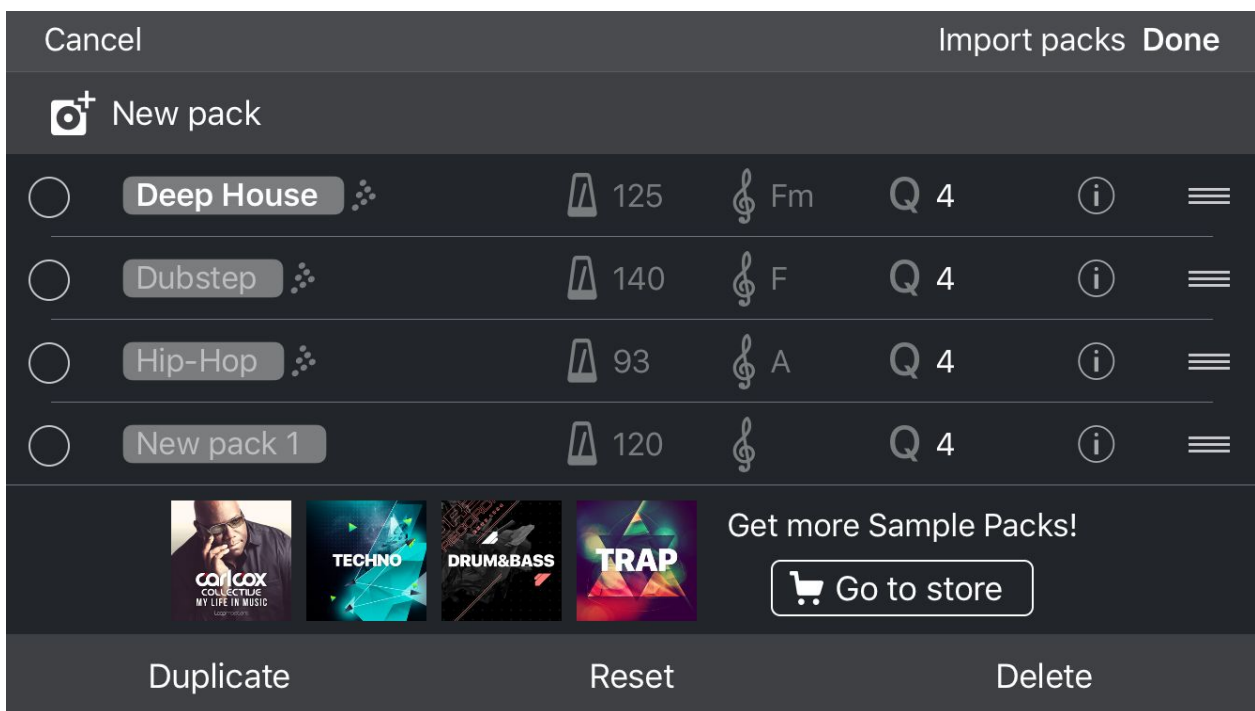 Cancel
Import packs Done
New pack
Deep House 125 Fm Q 4 i
Dubstep 140 F Q 4 i
Hip-Hop 93 A Q 4 i
New pack 1 120 Q 4 i
carl cox
COLLECTIVE
MY LIFE IN MUSIC
TECHNO
DRUM&BASS
TRAP
Get more Sample Packs!
Go to store
Duplicate Reset Delete